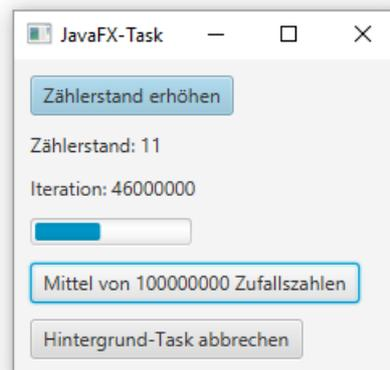 JavaFX-Task
Zählerstand erhöhen
Zählerstand: 11
Iteration: 46000000
Mittel von 100000000 Zufallszahlen
Hintergrund-Task abbrechen